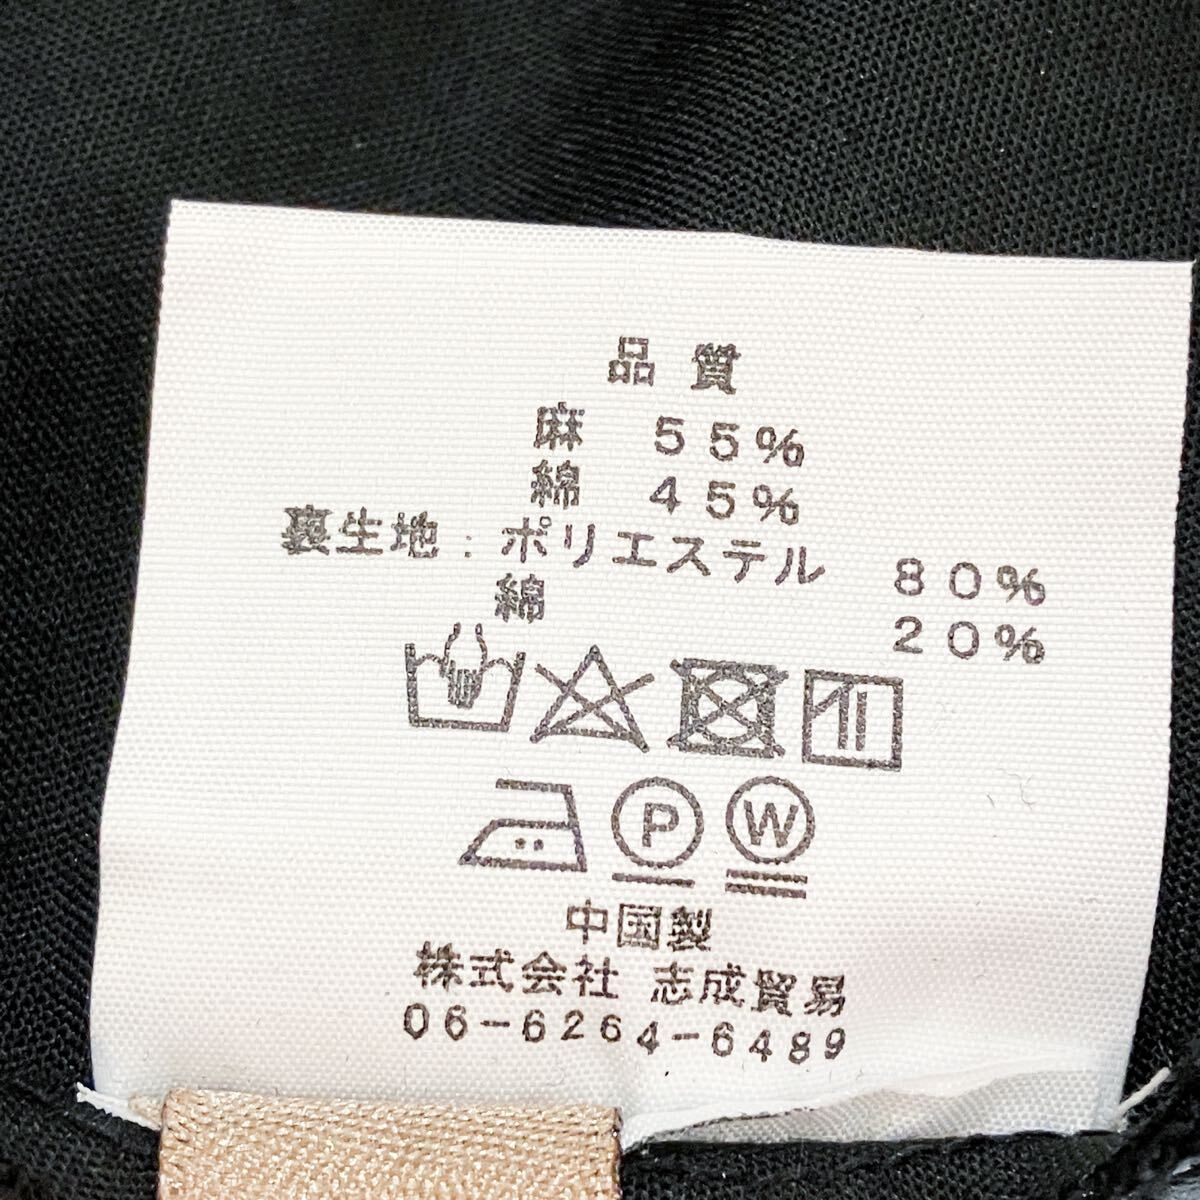 品質
麻 55%
綿 45%
裏生地：ポリエステル 80%
綿 20%
P W
中国製
株式会社 志成貿易
06-6264-6489